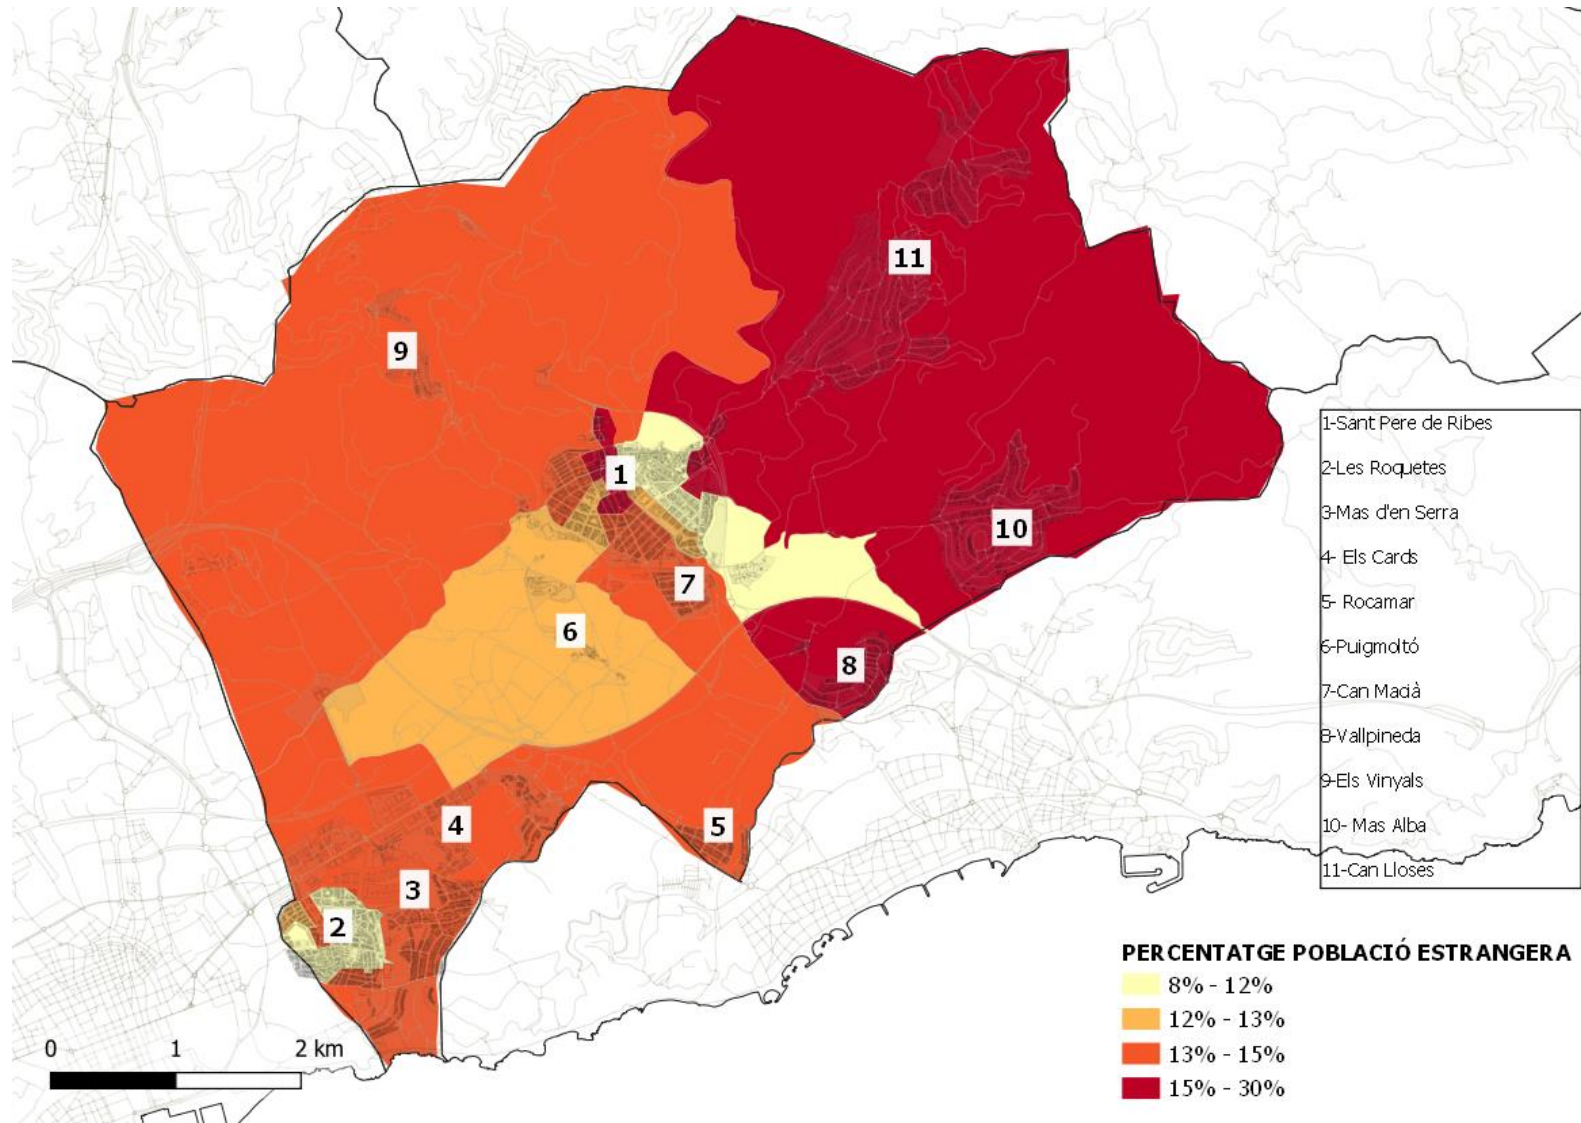 11
9
1
10
7
6
8
5
4
3
2
1-Sant Pere de Ribes
2-Les Roquetes
3-Mas d'en Serra
4- Els Cards
5- Rocamar
6-Puigmoltó
7-Can Macià
8-Vallpineda
9-Els Vinyals
10- Mas Alba
11-Can Lloses
PERCENTATGE POBLACIÓ ESTRANGERA
8% - 12%
12% - 13%
13% - 15%
15% - 30%
0 1 2 km